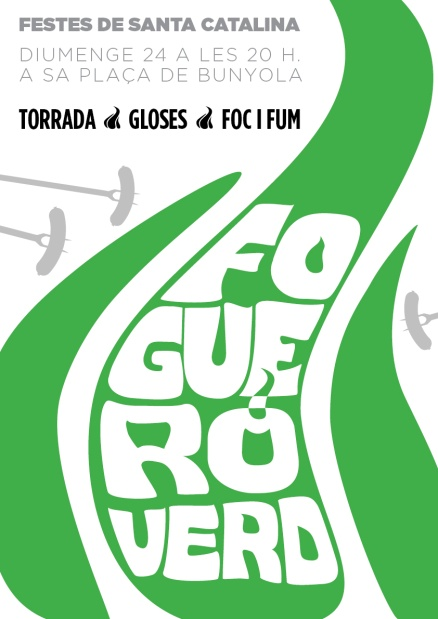 FESTES DE SANTA CATALINA
DIUMENGE 24 A LES 20 H.
A SA PLAÇA DE BUNYOLA
TORRADA GLOSES FOC I FUM
FO
GUE
RÓ
VERD